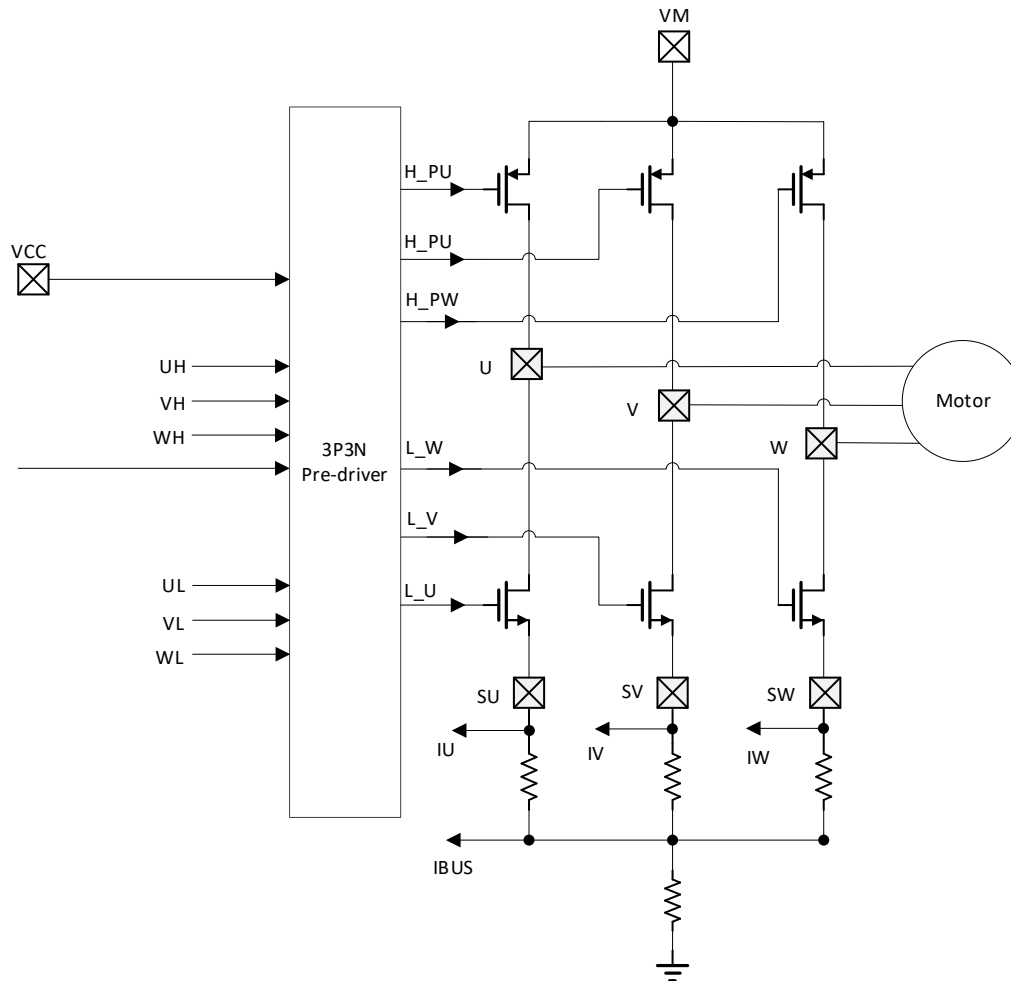 VM
H_PU
VCC
H_PU
H_PW
UH
U
VH
V
Motor
WH
W
3P3N
Pre-driver
L_W
L_V
UL
L_U
VL
WL
SU
SV
SW
IU
IV
IW
IBUS